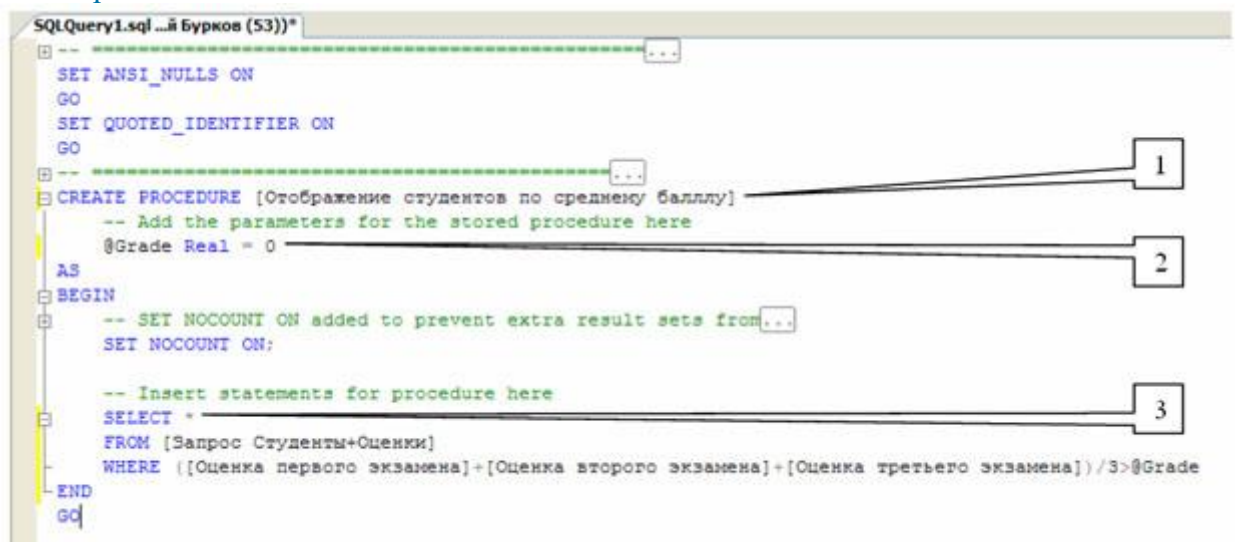 SQLQuery1.sql ...й Бурков (53))*
-- ================================================...
SET ANSI_NULLS ON
GO
SET QUOTED_IDENTIFIER ON
GO
-- =============================================...
CREATE PROCEDURE [Отображение студентов по среднему балллу]
1
-- Add the parameters for the stored procedure here
@Grade Real = 0
2
AS
BEGIN
-- SET NOCOUNT ON added to prevent extra result sets from...
SET NOCOUNT ON;
-- Insert statements for procedure here
SELECT *
3
FROM [Запрос Студенты+Оценки]
WHERE ([Оценка первого экзамена]+[Оценка второго экзамена]+[Оценка третьего экзамена])/3>@Grade
END
GO